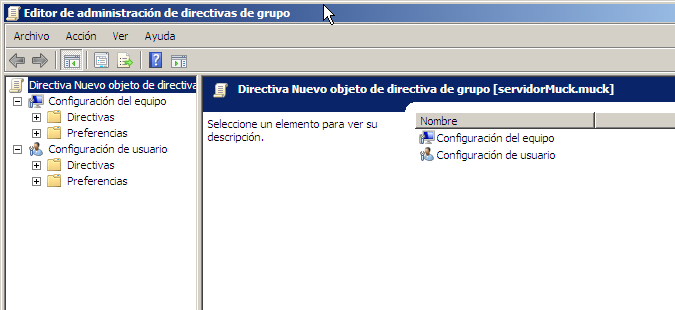 Editor de administración de directivas de grupo
Archivo Acción Ver Ayuda
Directiva Nuevo objeto de directiva
Configuración del equipo
Directivas
Preferencias
Configuración de usuario
Directivas
Preferencias
Directiva Nuevo objeto de directiva de grupo [servidorMuck.muck]
Seleccione un elemento para ver su
descripción.
Nombre
Configuración del equipo
Configuración de usuario